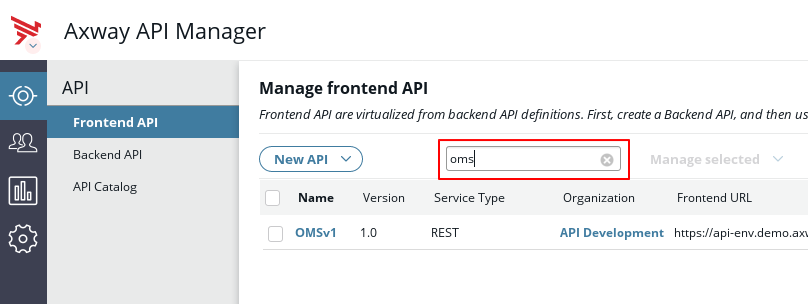 Axway API Manager
API
Frontend API
Backend API
API Catalog
Manage frontend API
Frontend API are virtualized from backend API definitions. First, create a Backend API, and then us
New API
oms
Manage selected
Name Version Service Type Organization Frontend URL
OMSv1 1.0 REST API Development https://api-env.demo.axw